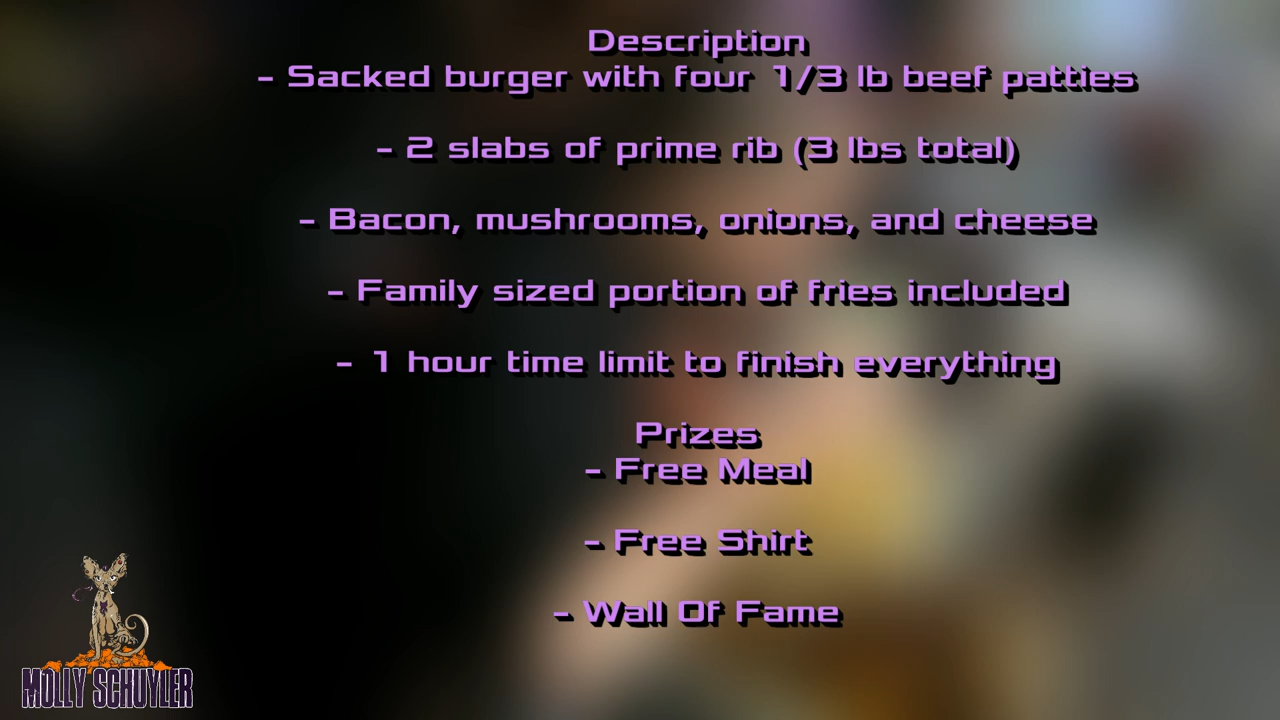 Description
- Sacked burger with four 1/3 lb beef patties
- 2 slabs of prime rib (3 lbs total)
- Bacon, mushrooms, onions, and cheese
- Family sized portion of fries included
- 1 hour time limit to finish everything
Prizes
- Free Meal
- Free Shirt
- Wall Of Fame
MOLLY SCHUYLER